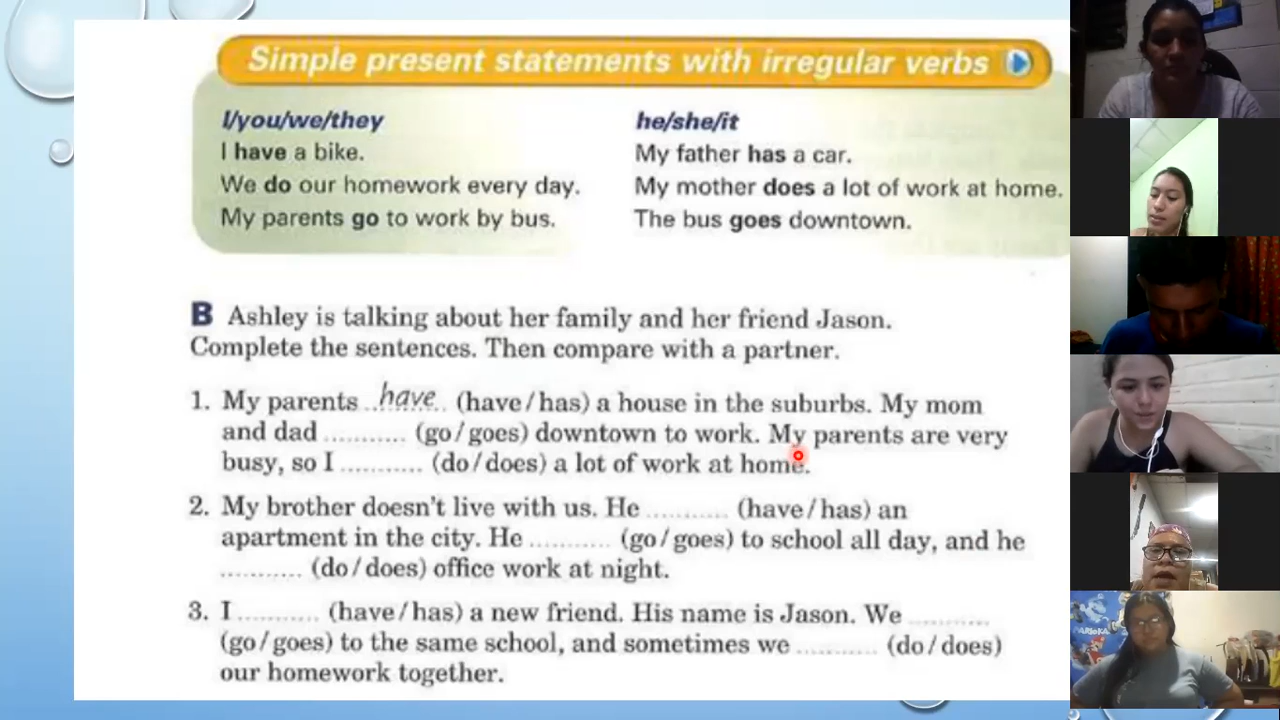 Simple present statements with irregular verbs
I/you/we/they
I have a bike.
We do our homework every day.
My parents go to work by bus.
he/she/it
My father has a car.
My mother does a lot of work at home.
The bus goes downtown.
B Ashley is talking about her family and her friend Jason.
Complete the sentences. Then compare with a partner.
1. My parents ..have.. (have/has) a house in the suburbs. My mom
and dad ........... (go/goes) downtown to work. My parents are very
busy, so I ........... (do/does) a lot of work at home.
2. My brother doesn't live with us. He ........... (have/has) an
apartment in the city. He ........... (go/goes) to school all day, and he
........... (do/does) office work at night.
3. I ........... (have/has) a new friend. His name is Jason. We ...........
(go/goes) to the same school, and sometimes we ........... (do/does)
our homework together.